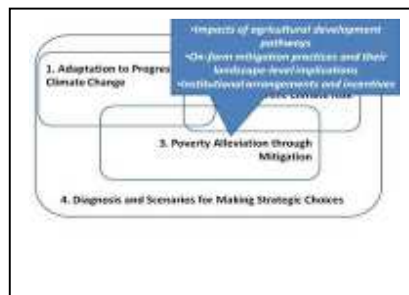 •Impacts of agricultural development
pathways
•On-farm mitigation practices and their
landscape-level implications
•Institutional arrangements and incentives
1. Adaptation to Progres
Climate Change
3. Poverty Alleviation through
Mitigation
4. Diagnosis and Scenarios for Making Strategic Choices